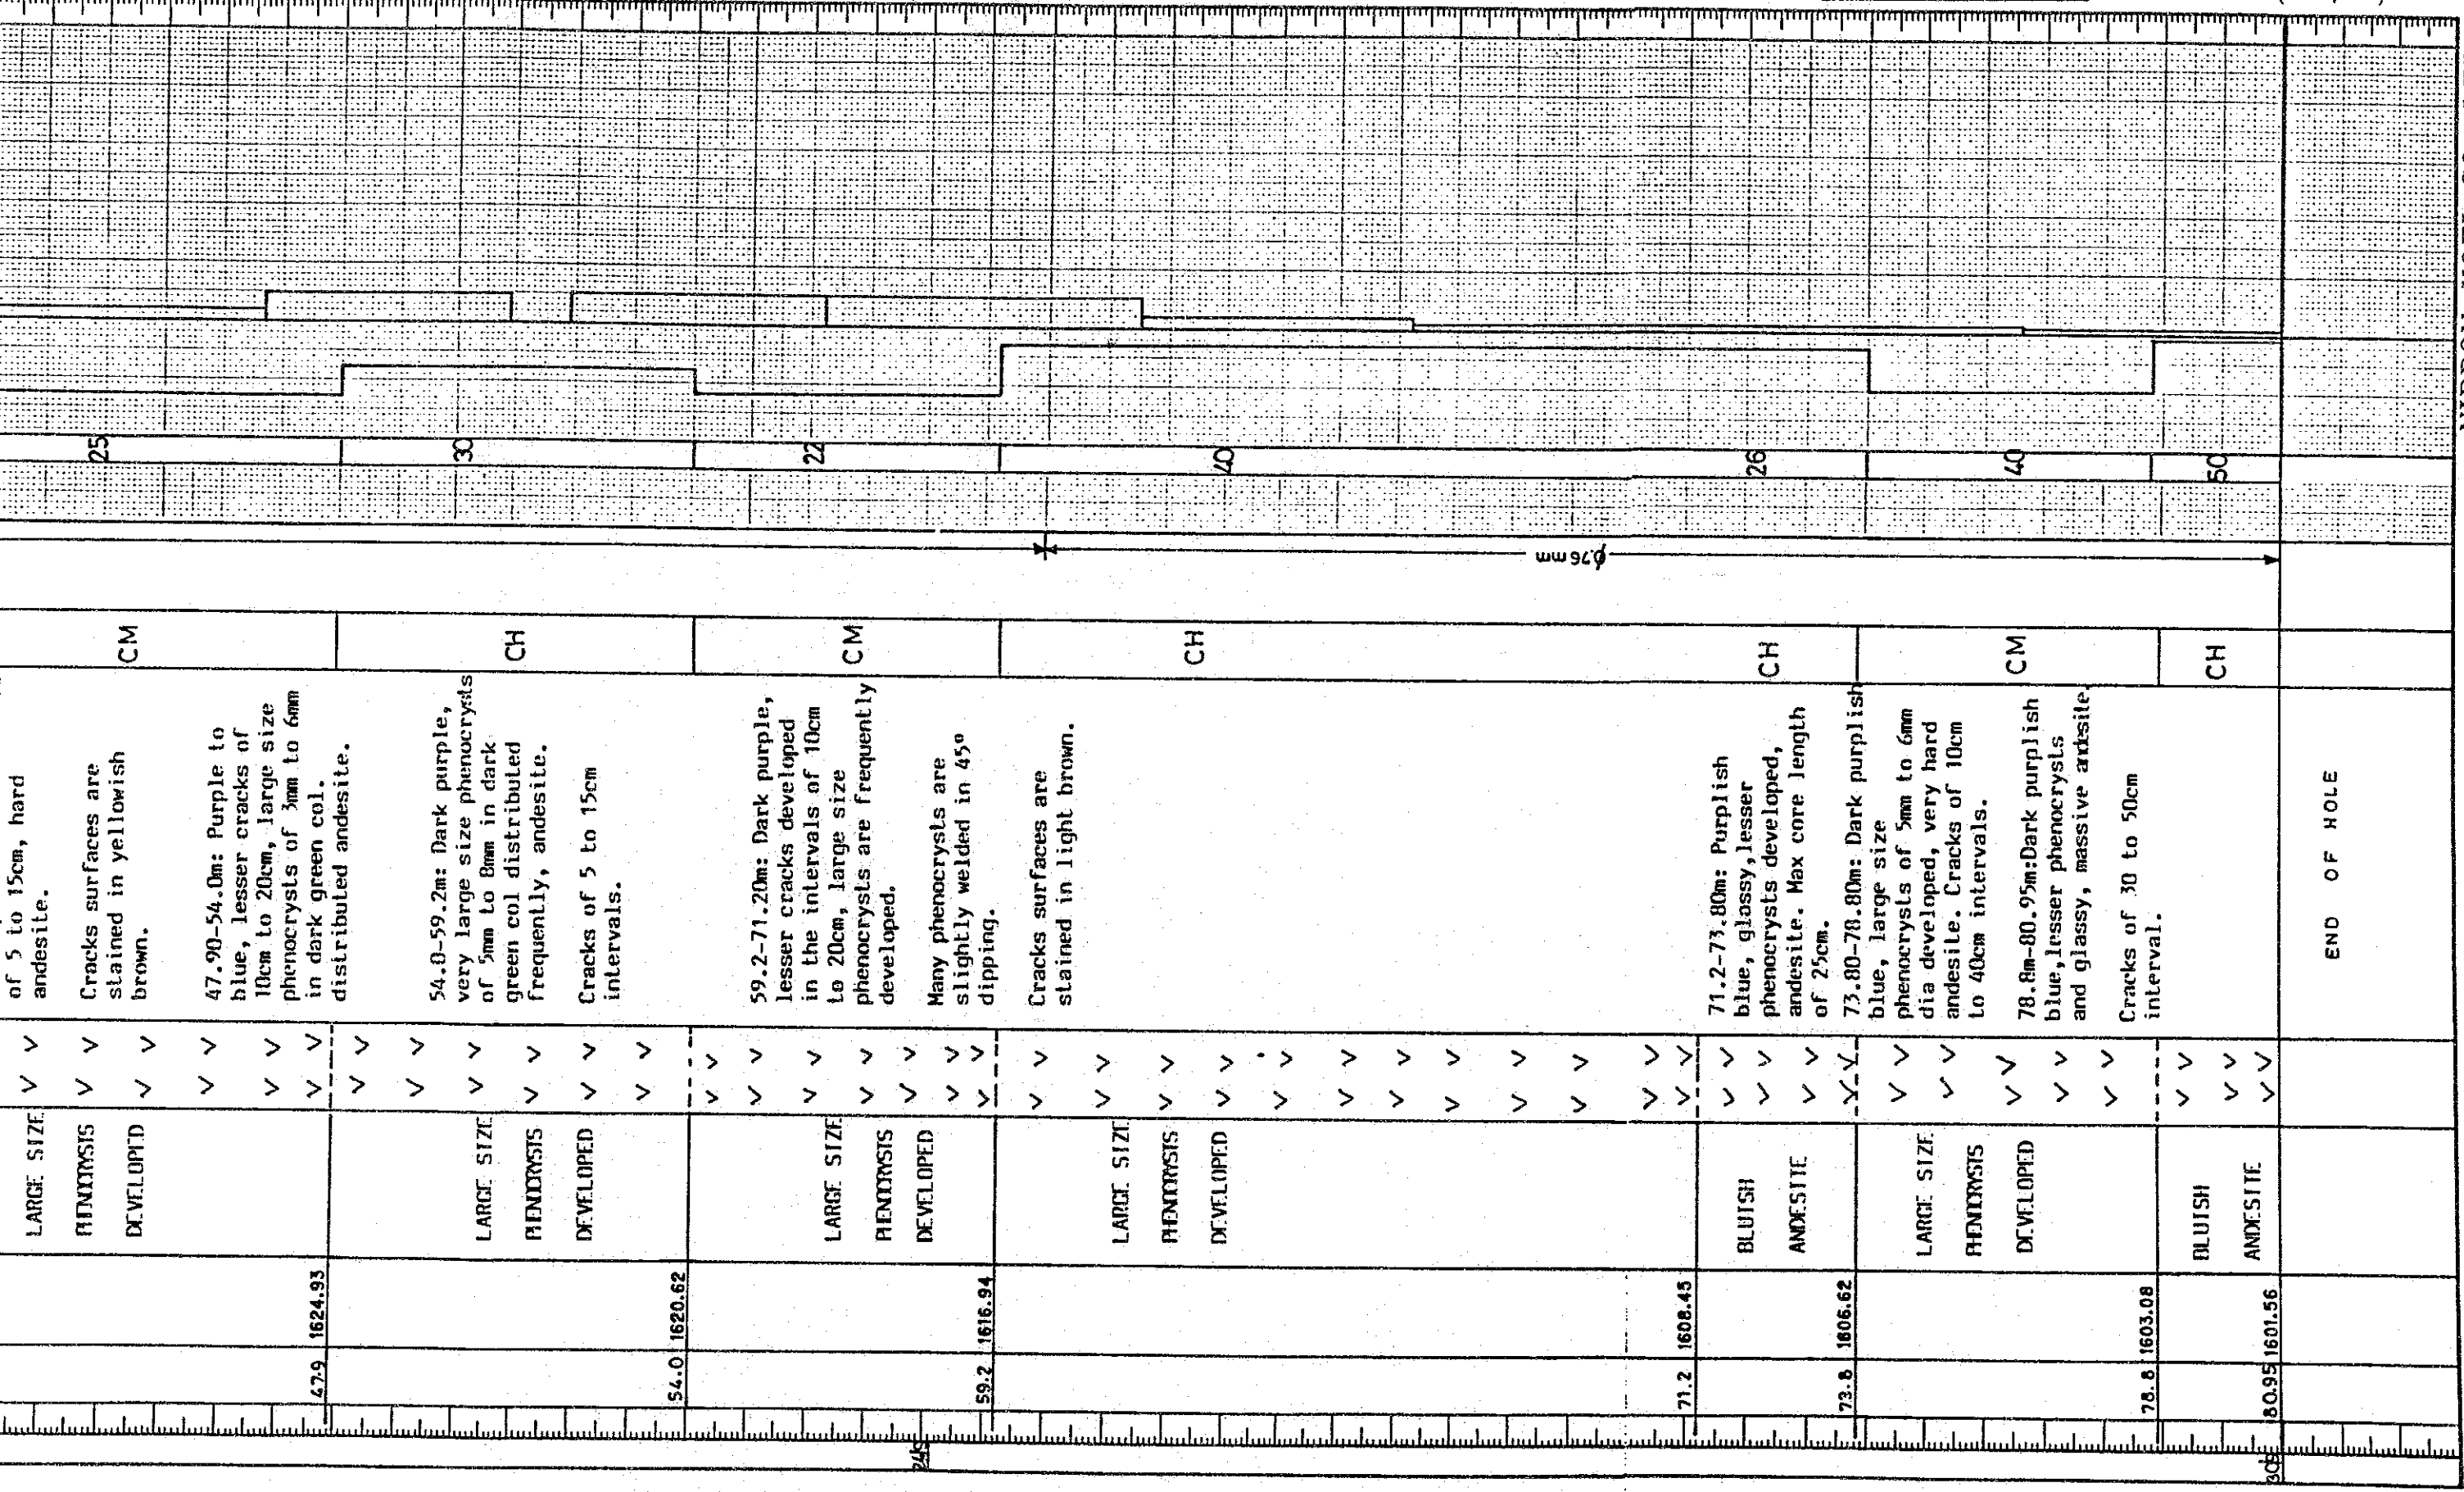 47.9 1624.93
54.0 1620.62
59.2 1616.94
71.2 1608.45
73.8 1606.62
78.8 1603.08
80.95 1601.56
LARGE SIZE
PHENOCRYSTS
DEVELOPED
LARGE SIZE
PHENOCRYSTS
DEVELOPED
LARGE SIZE
PHENOCRYSTS
DEVELOPED
LARGE SIZE
PHENOCRYSTS
DEVELOPED
BLUISH
ANDESITE
LARGE SIZE
PHENOCRYSTS
DEVELOPED
BLUISH
ANDESITE
of 5 to 15cm, hard
andesite.
Cracks surfaces are
stained in yellowish
brown.
47.90-54.0m: Purple to
blue, lesser cracks of
10cm to 20cm, large size
phenocrysts of 3mm to 6mm
in dark green col.
distributed andesite.
54.0-59.2m: Dark purple,
very large size phenocrysts
of 5mm to 8mm in dark
green col distributed
frequently, andesite.
Cracks of 5 to 15cm
intervals.
59.2-71.20m: Dark purple,
lesser cracks developed
in the intervals of 10cm
to 20cm, large size
phenocrysts are frequently
developed.
Many phenocrysts are
slightly welded in 45°
dipping.
Cracks surfaces are
stained in light brown.
71.2-73.80m: Purplish
blue, glassy,lesser
phenocrysts developed,
andesite. Max core length
of 25cm.
73.80-78.80m: Dark purplish
blue, large size
phenocrysts of 5mm to 6mm
dia developed, very hard
andesite. Cracks of 10cm
to 40cm intervals.
78.8m-80.95m:Dark purplish
blue,lesser phenocrysts
and glassy, massive andesite.
Cracks of 30 to 50cm
interval.
END OF HOLE
CM
CH
CM
CH
CH
CM
CH
φ76mm
25
30
22
40
26
40
50